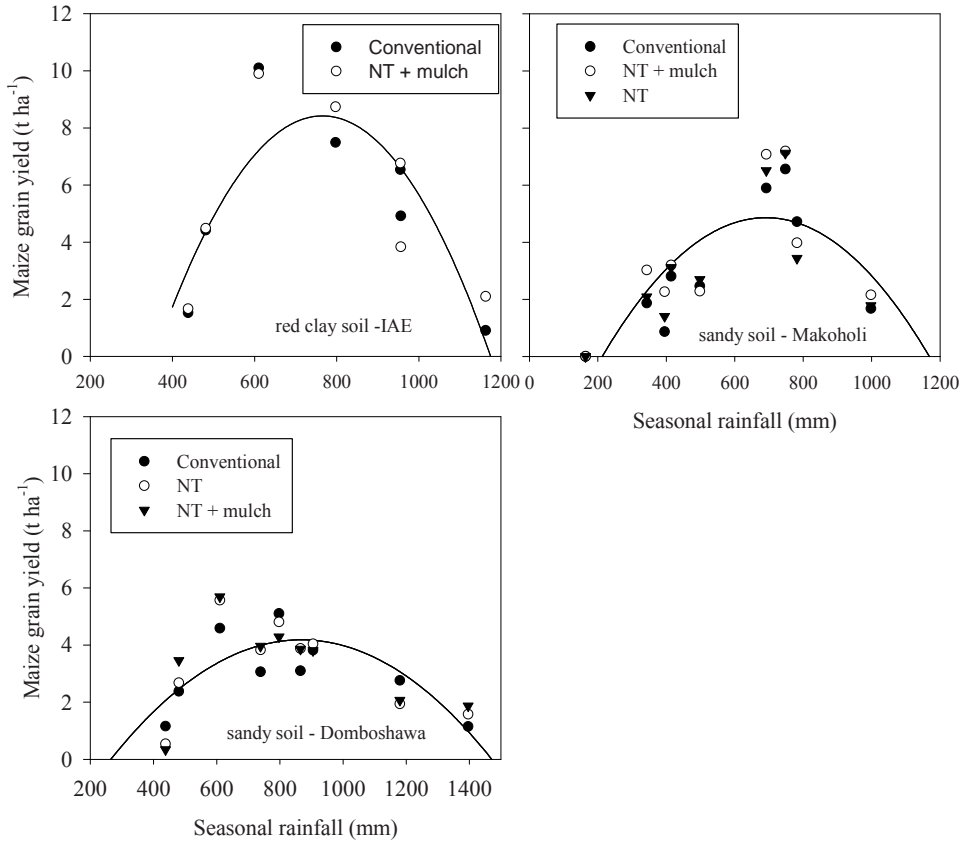 12
10
8
6
4
2
0
Maize grain yield (t ha-1)
Conventional
NT + mulch
red clay soil -IAE
200 400 600 800 1000 1200
12
10
8
6
4
2
0
Conventional
NT + mulch
NT
sandy soil - Makoholi
0 200 400 600 800 1000 1200
Seasonal rainfall (mm)
12
10
8
6
4
2
0
Maize grain yield (t ha-1)
Conventional
NT
NT + mulch
sandy soil - Domboshawa
200 400 600 800 1000 1200 1400
Seasonal rainfall (mm)